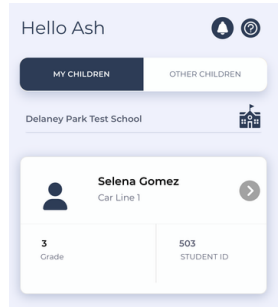 Hello Ash
MY CHILDREN
OTHER CHILDREN
Delaney Park Test School
Selena Gomez
Car Line 1
3
Grade
503
STUDENT ID